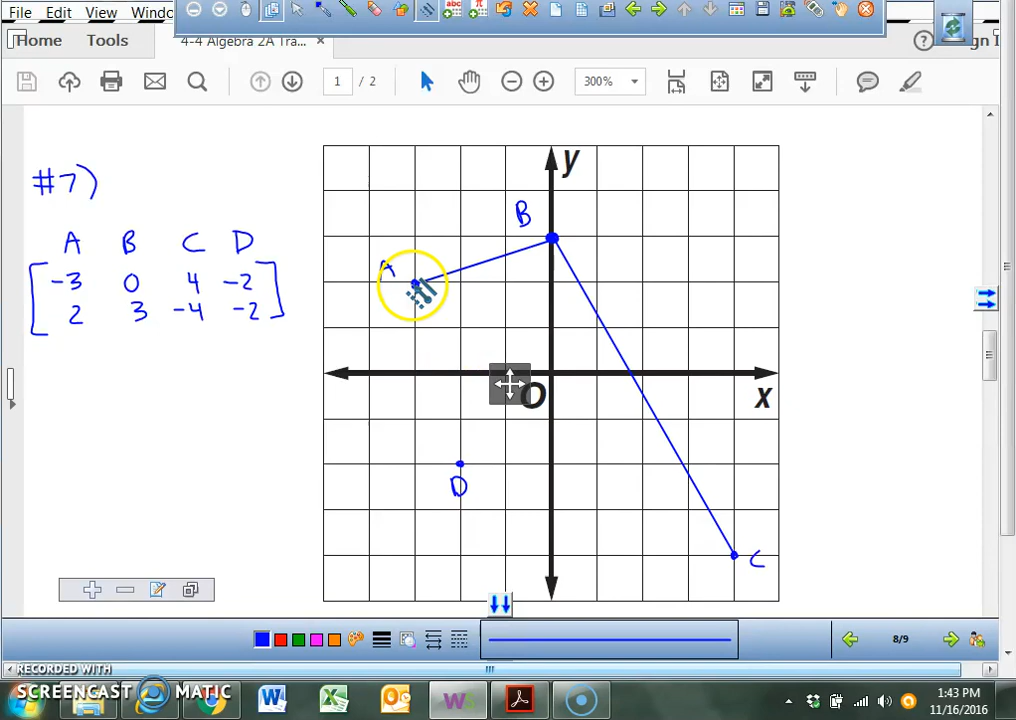 File Edit View Windo
Home Tools 4-4 Algebra 2A Tra... ×
1 / 2 300%
#7)
A B C D
-3 0 4 -2
2 3 -4 -2
y
B
A
O
x
D
C
8/9
RECORDED WITH
SCREENCAST MATIC
1:43 PM
11/16/2016